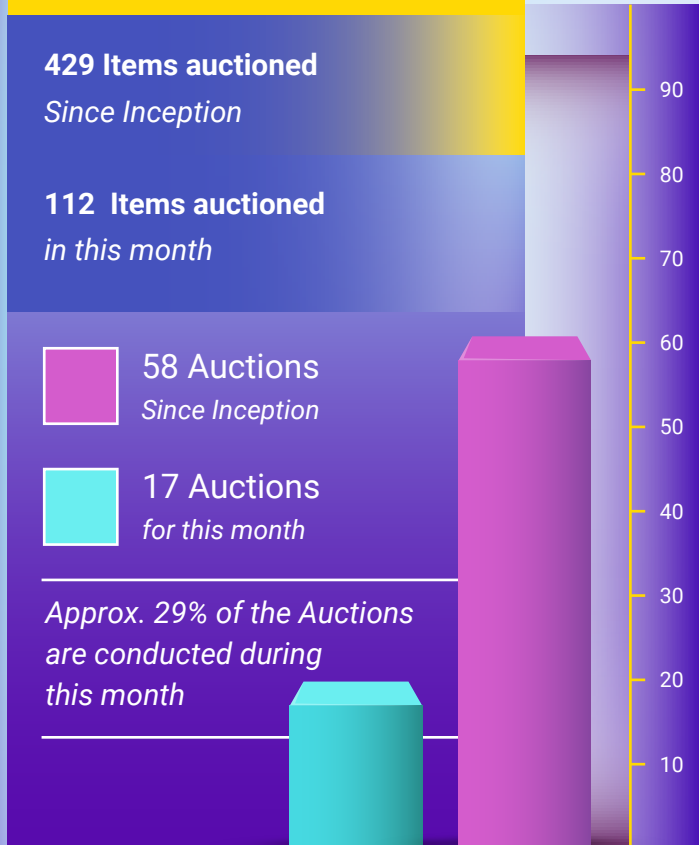 429 Items auctioned
Since Inception
112 Items auctioned
in this month
58 Auctions
Since Inception
17 Auctions
for this month
Approx. 29% of the Auctions
are conducted during
this month
90
80
70
60
50
40
30
20
10